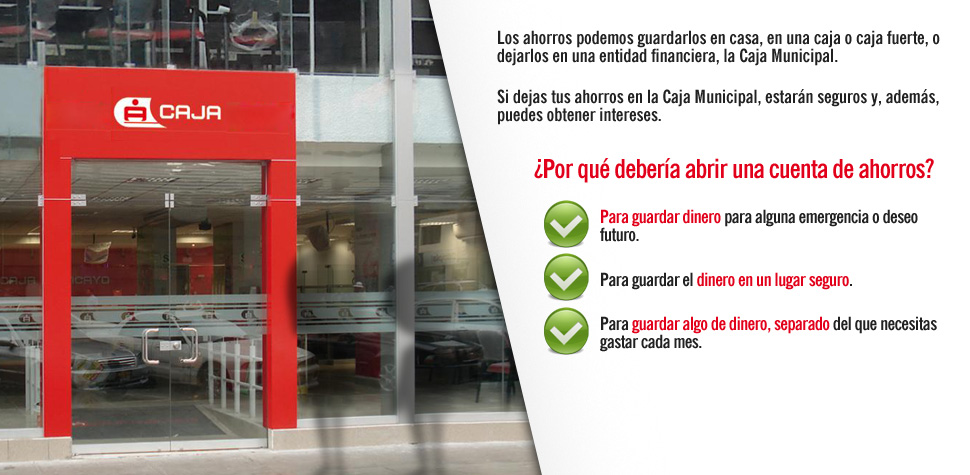 CAJA
Los ahorros podemos guardarlos en casa, en una caja o caja fuerte, o
dejarlos en una entidad financiera, la Caja Municipal.
Si dejas tus ahorros en la Caja Municipal, estarán seguros y, además,
puedes obtener intereses.
¿Por qué debería abrir una cuenta de ahorros?
Para guardar dinero para alguna emergencia o deseo
futuro.
Para guardar el dinero en un lugar seguro.
Para guardar algo de dinero, separado del que necesitas
gastar cada mes.